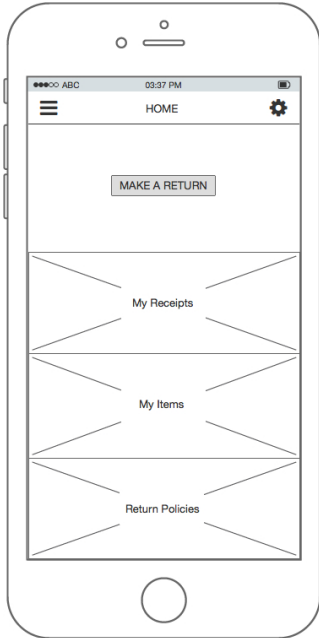 ABC 03:37 PM
HOME
MAKE A RETURN
My Receipts
My Items
Return Policies